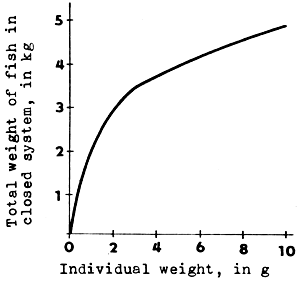 Total weight of fish in
closed system, in kg
5
4
3
2
1
0 2 4 6 8 10
Individual weight, in g